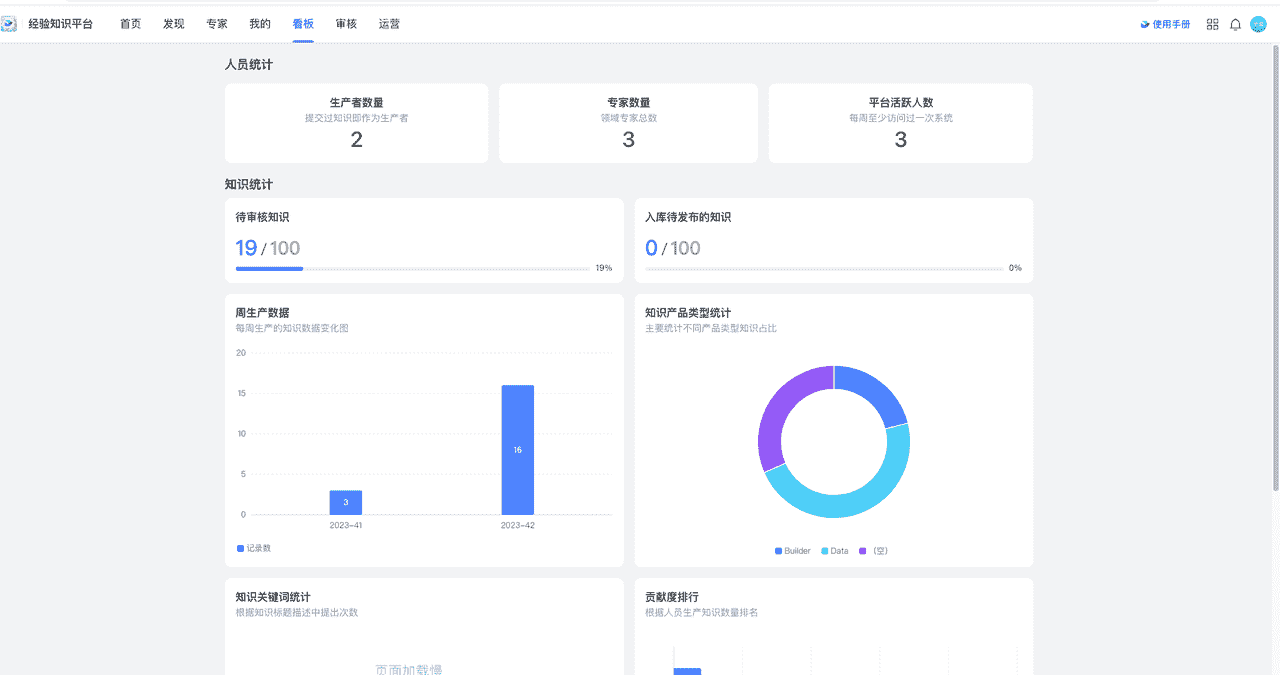 经验知识平台 首页 发现 专家 我的 看板 审核 运营 使用手册
人员统计
生产者数量
提交过知识即作为生产者
2
专家数量
领域专家总数
3
平台活跃人数
每周至少访问过一次系统
3
知识统计
待审核知识
19 / 100
19%
入库待发布的知识
0 / 100
0%
周生产数据
每周生产的知识数据变化图
20
15
10
5
0
3
16
2023-41
2023-42
记录数
知识产品类型统计
主要统计不同产品类型知识占比
Builder Data (空)
知识关键词统计
根据知识标题描述中提出次数
页面加载慢
贡献度排行
根据人员生产知识数量排名